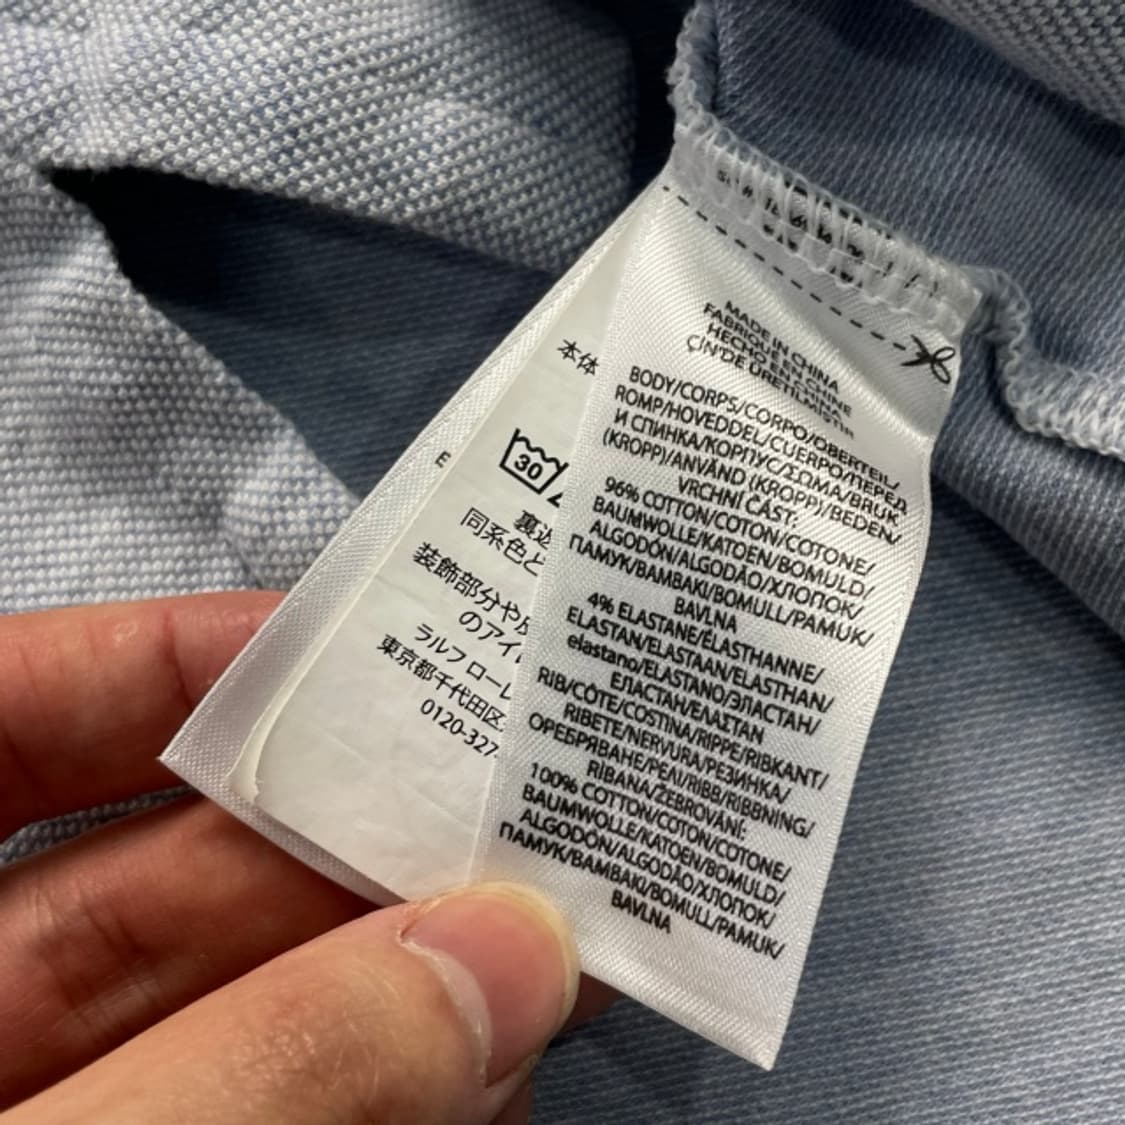 MADE IN CHINA
FABRIQUÉ EN CHINE
HECHO EN CHINA
ÇİN'DE ÜRETİLMİŞTİR
BODY/CORPS/CORPO/OBERTEIL/
ROMP/HOVEDDEL/CUERPO/ПЕРЕД
И СПИНКА/КОРПУС/ΣΩΜΑ/BRUK
(KROPP)/ANVÄND (KROPP)/BEDEN/
VRCHNÍ ČÁST:
96% COTTON/COTON/COTONE/
BAUMWOLLE/KATOEN/BOMULD/
ALGODÓN/ALGODÃO/ХЛОПОК/
ПАМУК/BAMBAKI/BOMULL/PAMUK/
BAVLNA
4% ELASTANE/ÉLASTHANNE/
ELASTAN/ELASTAAN/ELASTHAN/
elastano/ELASTANO/ЭЛАСТАН/
ЕЛАСТАН/ΕΛΑΣΤΑΝ
RIB/CÔTE/COSTINA/RIPPE/RIBKANT/
RIBETE/NERVURA/РЕЗИНКА/
ОРЕБРЯВАНЕ/ΡΕΛΙ/RIBB/RIBBNING/
RIBANA/ŽEBROVÁNÍ:
100% COTTON/COTON/COTONE/
BAUMWOLLE/KATOEN/BOMULD/
ALGODÓN/ALGODÃO/ХЛОПОК/
ПАМУК/BAMBAKI/BOMULL/PAMUK/
BAVLNA
本体
E
30
裏返
同系色と
装飾部分や
のアイ
ラルフ ローレ
東京都千代田区
0120-327-